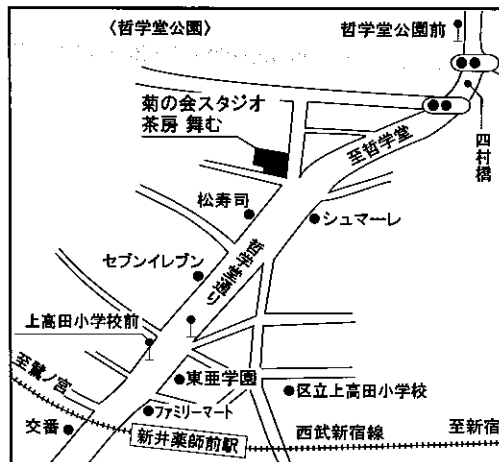 〈哲学堂公園〉
哲学堂公園前
菊の会スタジオ
茶房 舞む
至哲学堂
四村橋
松寿司
シュマーレ
哲学堂通り
セブンイレブン
上高田小学校前
至鷺ノ宮
東亜学園
区立上高田小学校
ファミリーマート
交番
新井薬師前駅
西武新宿線
至新宿